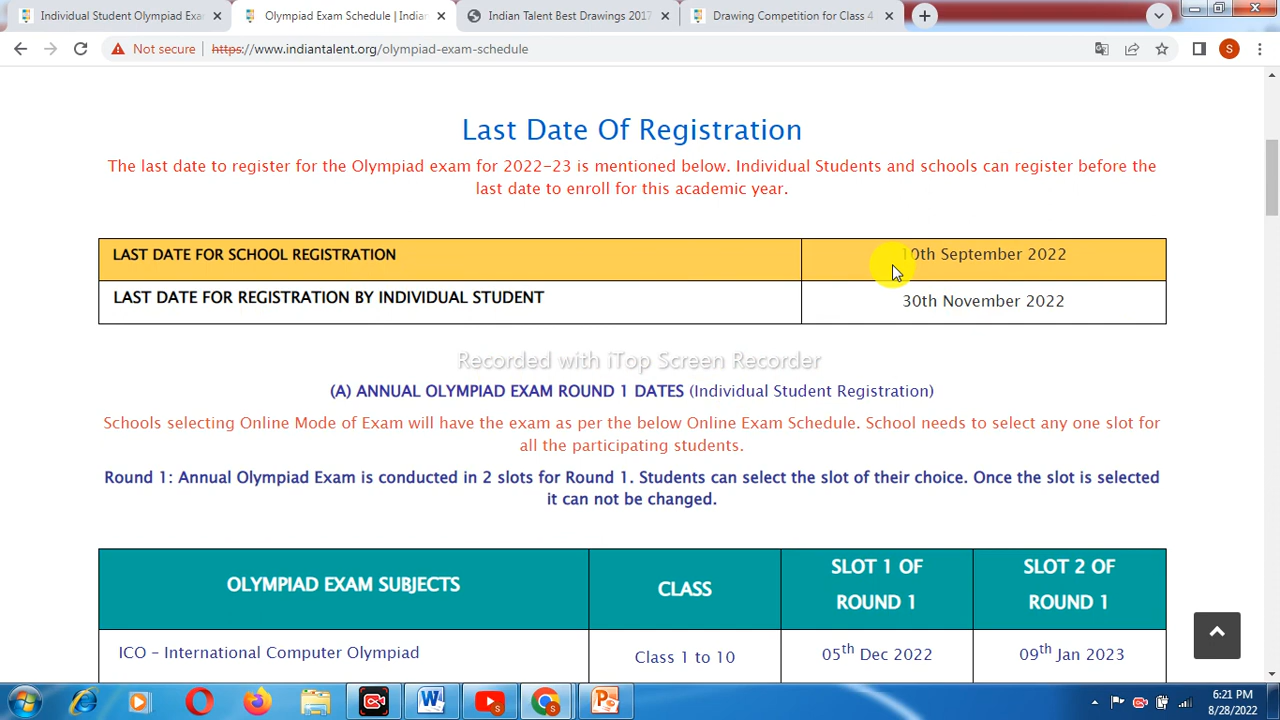 Individual Student Olympiad Exa
Olympiad Exam Schedule | Indian
Indian Talent Best Drawings 2017
Drawing Competition for Class 4
Not secure
https://www.indiantalent.org/olympiad-exam-schedule
S
Last Date Of Registration
The last date to register for the Olympiad exam for 2022-23 is mentioned below. Individual Students and schools can register before the
last date to enroll for this academic year.
LAST DATE FOR SCHOOL REGISTRATION
10th September 2022
LAST DATE FOR REGISTRATION BY INDIVIDUAL STUDENT
30th November 2022
Recorded with iTop Screen Recorder
(A) ANNUAL OLYMPIAD EXAM ROUND 1 DATES (Individual Student Registration)
Schools selecting Online Mode of Exam will have the exam as per the below Online Exam Schedule. School needs to select any one slot for
all the participating students.
Round 1: Annual Olympiad Exam is conducted in 2 slots for Round 1. Students can select the slot of their choice. Once the slot is selected
it can not be changed.
OLYMPIAD EXAM SUBJECTS
CLASS
SLOT 1 OF
ROUND 1
SLOT 2 OF
ROUND 1
ICO – International Computer Olympiad
Class 1 to 10
05th Dec 2022
09th Jan 2023
6:21 PM
8/28/2022